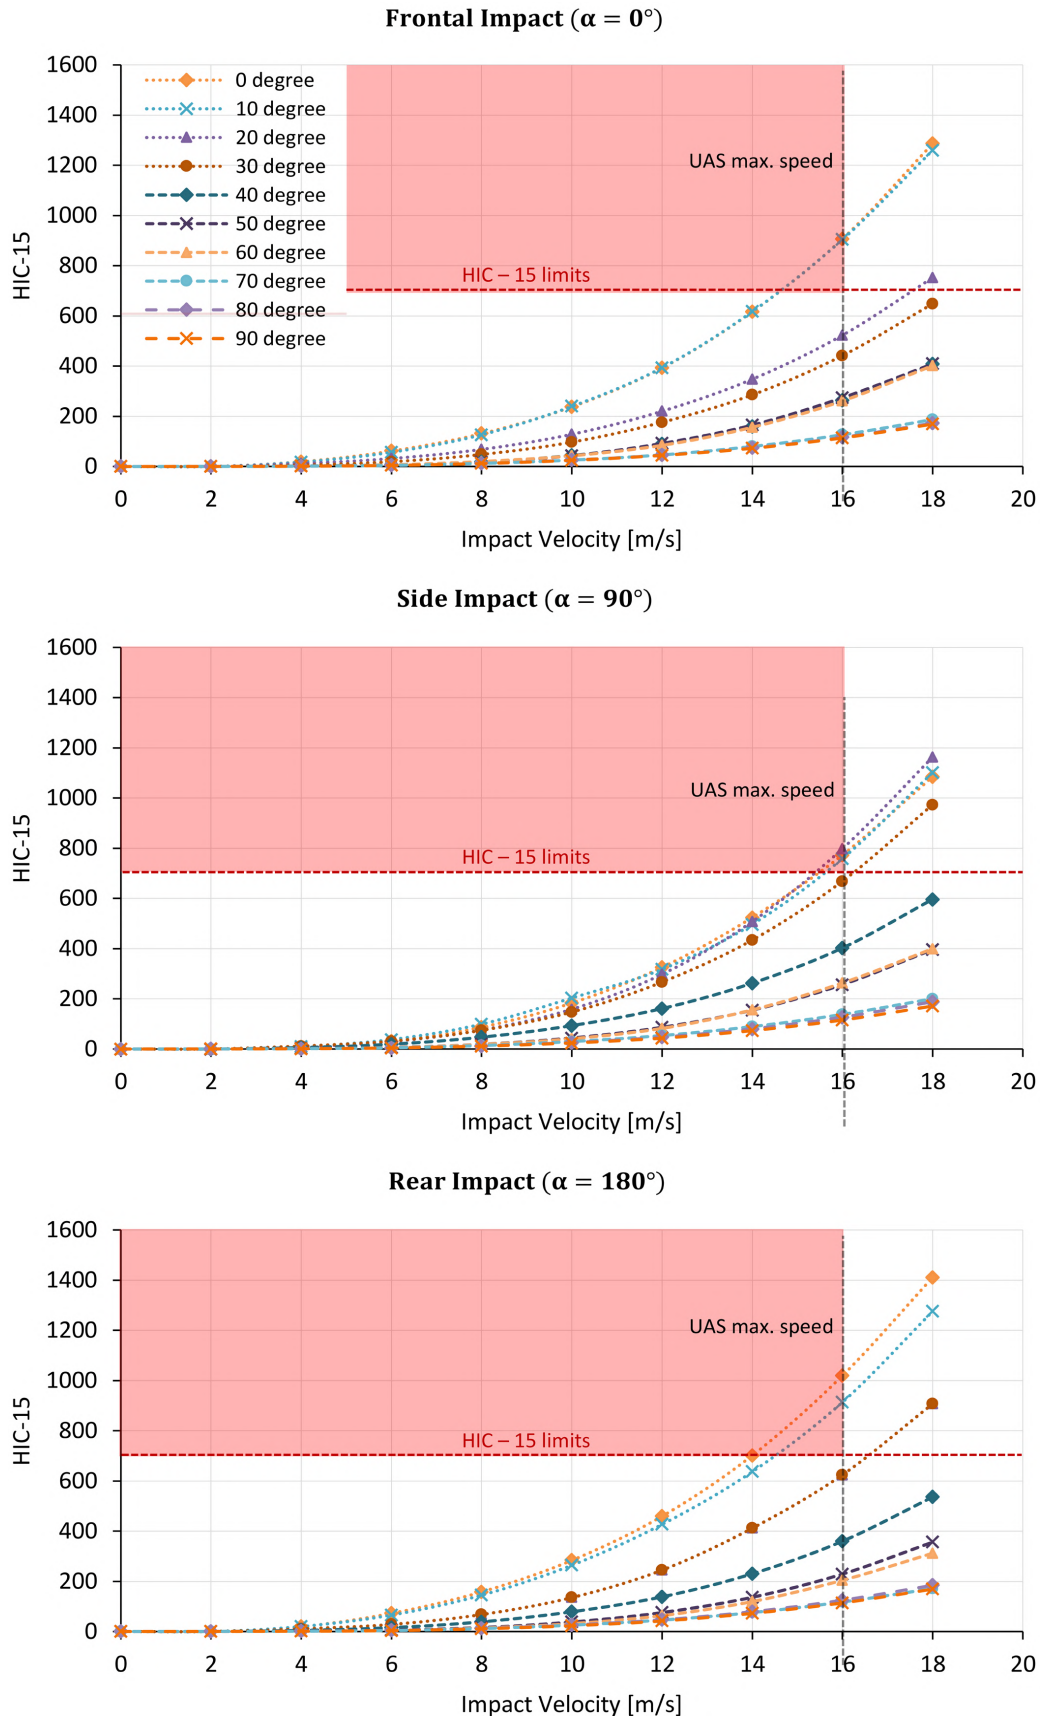 Frontal Impact (α = 0°)
1600
1400
1200
1000
800
600
400
200
0
HIC-15
0 degree
10 degree
20 degree
30 degree
40 degree
50 degree
60 degree
70 degree
80 degree
90 degree
UAS max. speed
HIC – 15 limits
0 2 4 6 8 10 12 14 16 18 20
Impact Velocity [m/s]
Side Impact (α = 90°)
1600
1400
1200
1000
800
600
400
200
0
HIC-15
UAS max. speed
HIC – 15 limits
0 2 4 6 8 10 12 14 16 18 20
Impact Velocity [m/s]
Rear Impact (α = 180°)
1600
1400
1200
1000
800
600
400
200
0
HIC-15
UAS max. speed
HIC – 15 limits
0 2 4 6 8 10 12 14 16 18 20
Impact Velocity [m/s]